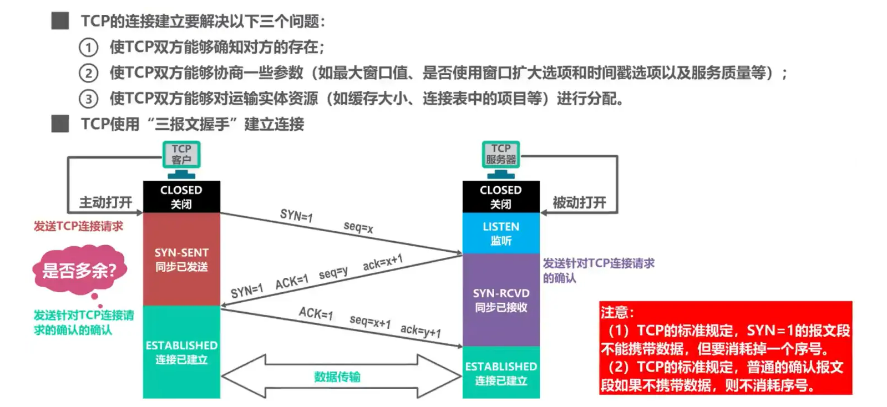 TCP的连接建立要解决以下三个问题：
① 使TCP双方能够确知对方的存在；
② 使TCP双方能够协商一些参数（如最大窗口值、是否使用窗口扩大选项和时间戳选项以及服务质量等）；
③ 使TCP双方能够对运输实体资源（如缓存大小、连接表中的项目等）进行分配。
TCP使用“三报文握手”建立连接
TCP
客户
TCP
服务器
CLOSED
关闭
CLOSED
关闭
主动打开
被动打开
发送TCP连接请求
SYN=1 seq=x
LISTEN
监听
SYN-SENT
同步已发送
是否多余?
SYN=1 ACK=1 seq=y ack=x+1
发送针对TCP连接请求
的确认
SYN-RCVD
同步已接收
发送针对TCP连接请
求的确认的确认
ACK=1 seq=x+1 ack=y+1
ESTABLISHED
连接已建立
ESTABLISHED
连接已建立
数据传输
注意：
（1）TCP的标准规定，SYN=1的报文段
不能携带数据，但要消耗掉一个序号。
（2）TCP的标准规定，普通的确认报文
段如果不携带数据，则不消耗序号。